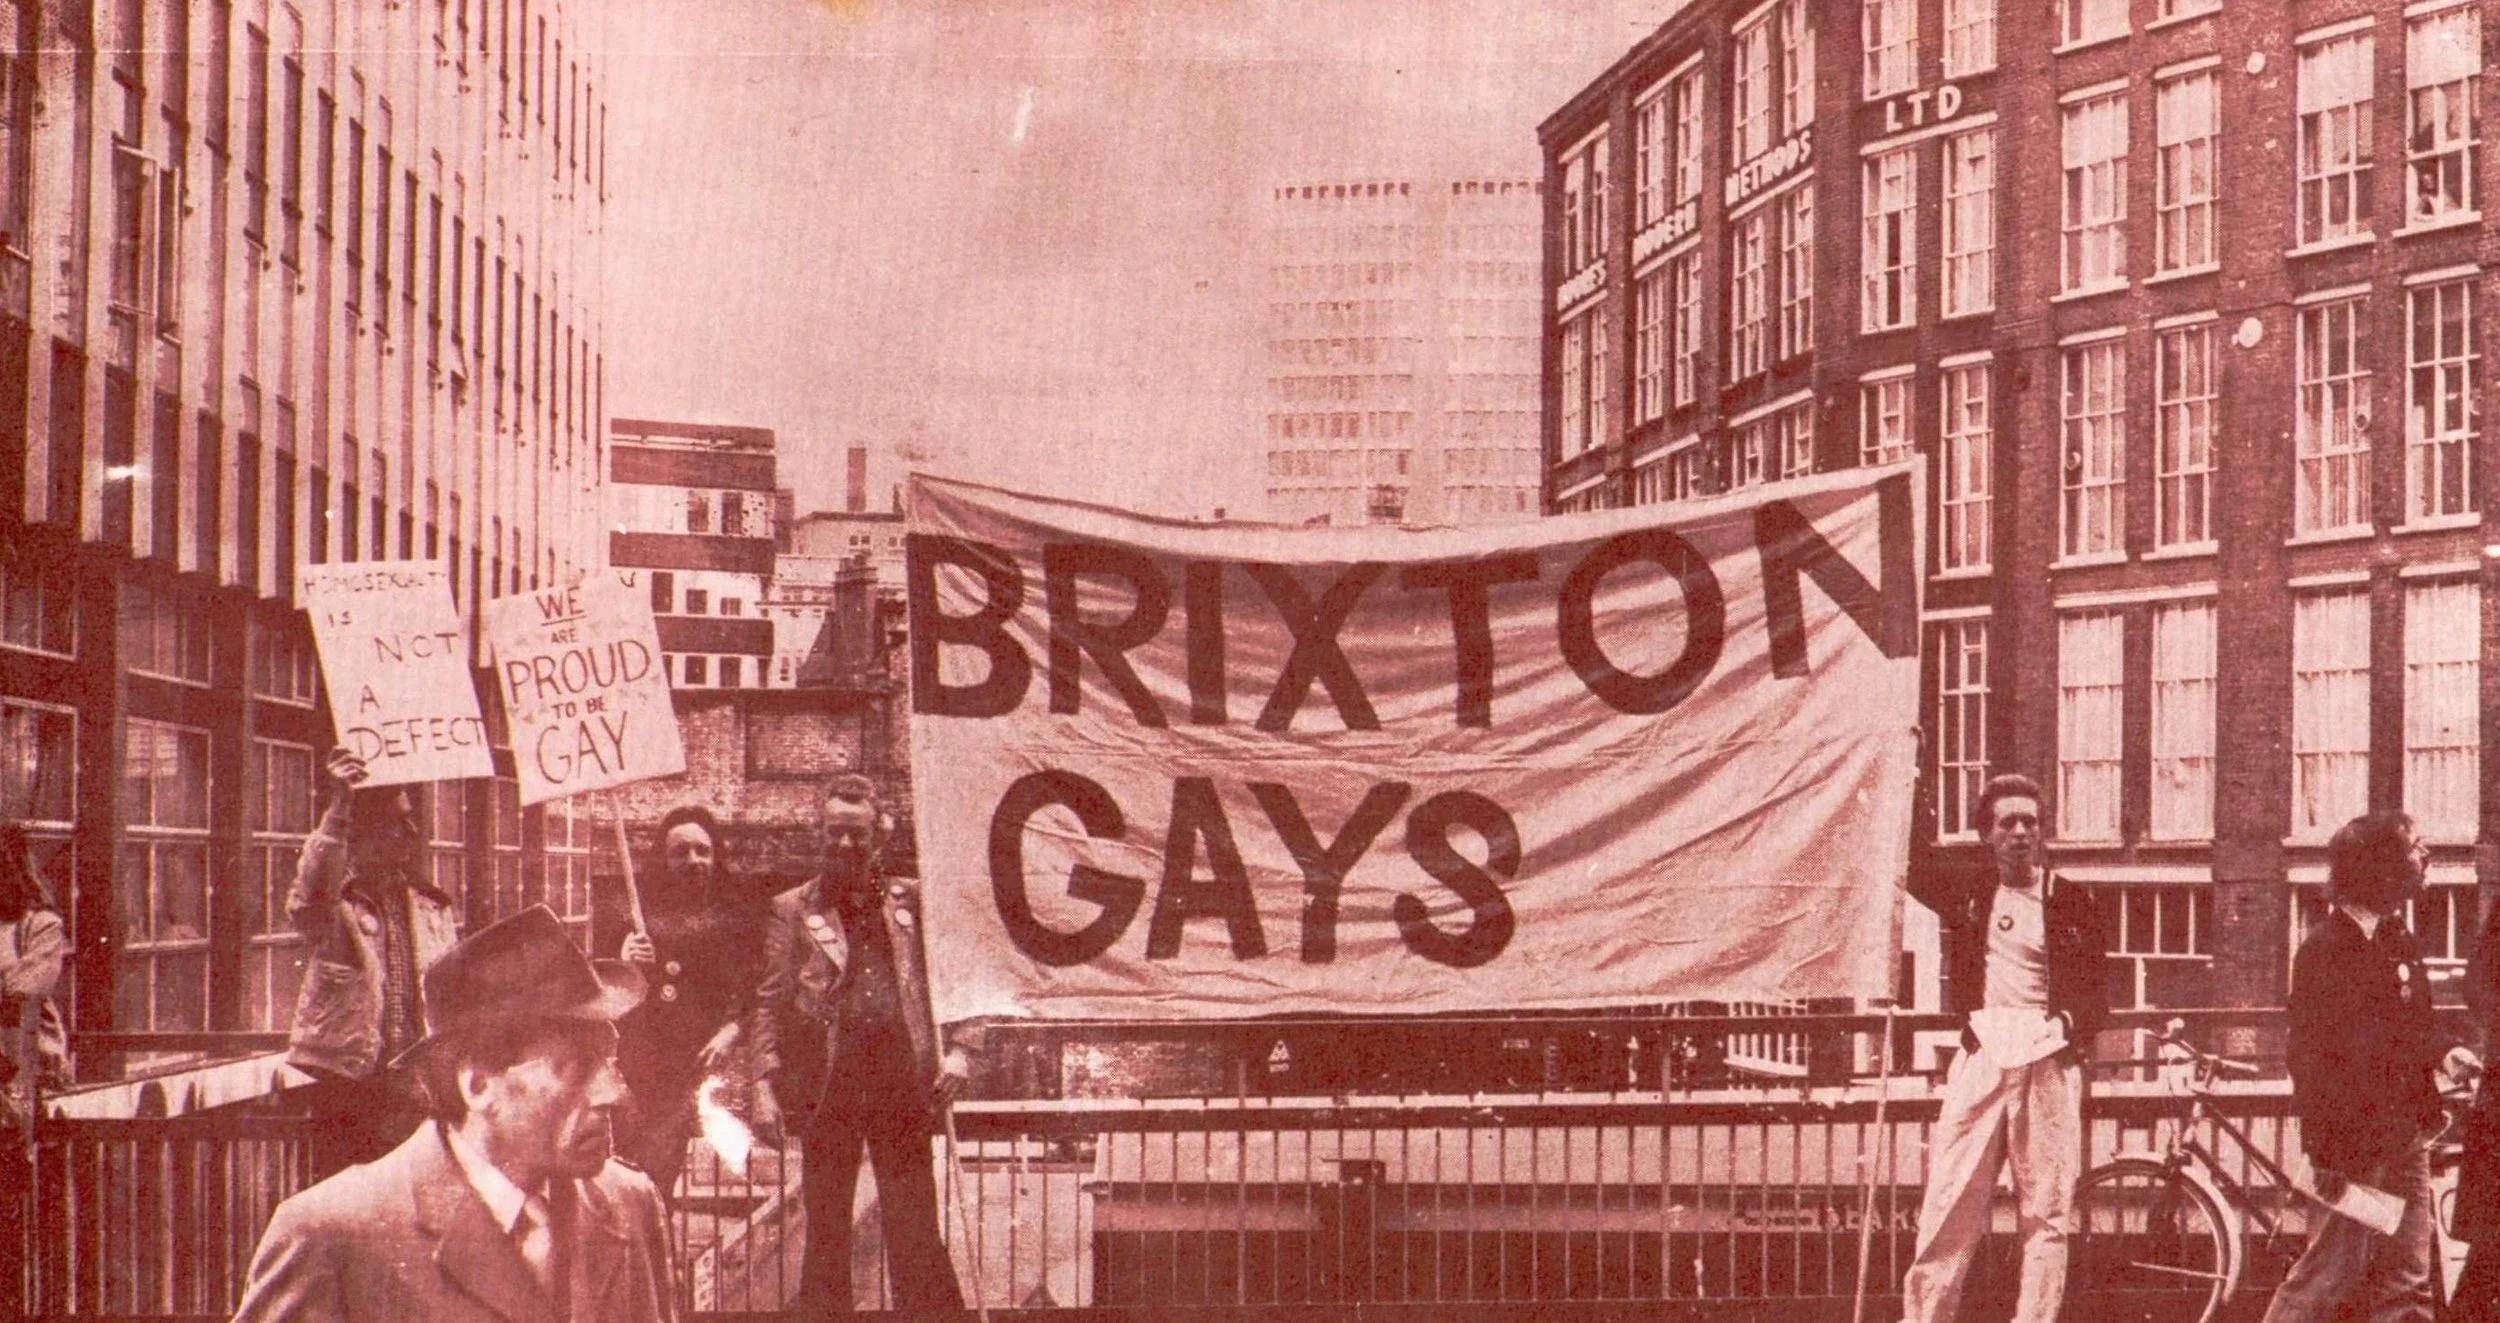 HOMOSEXUALITY
IS
NOT
A
DEFECT
WE
ARE
PROUD
TO BE
GAY
BRIXTON
GAYS
MODERN
METHODS
LTD